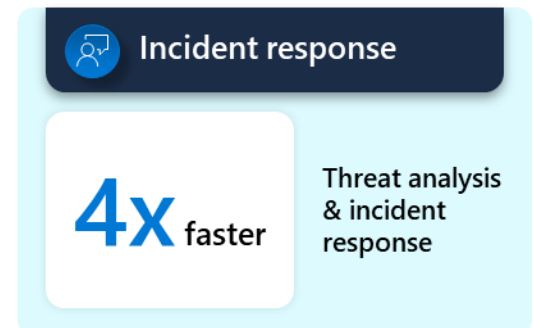 Incident response
4x faster
Threat analysis
& incident
response